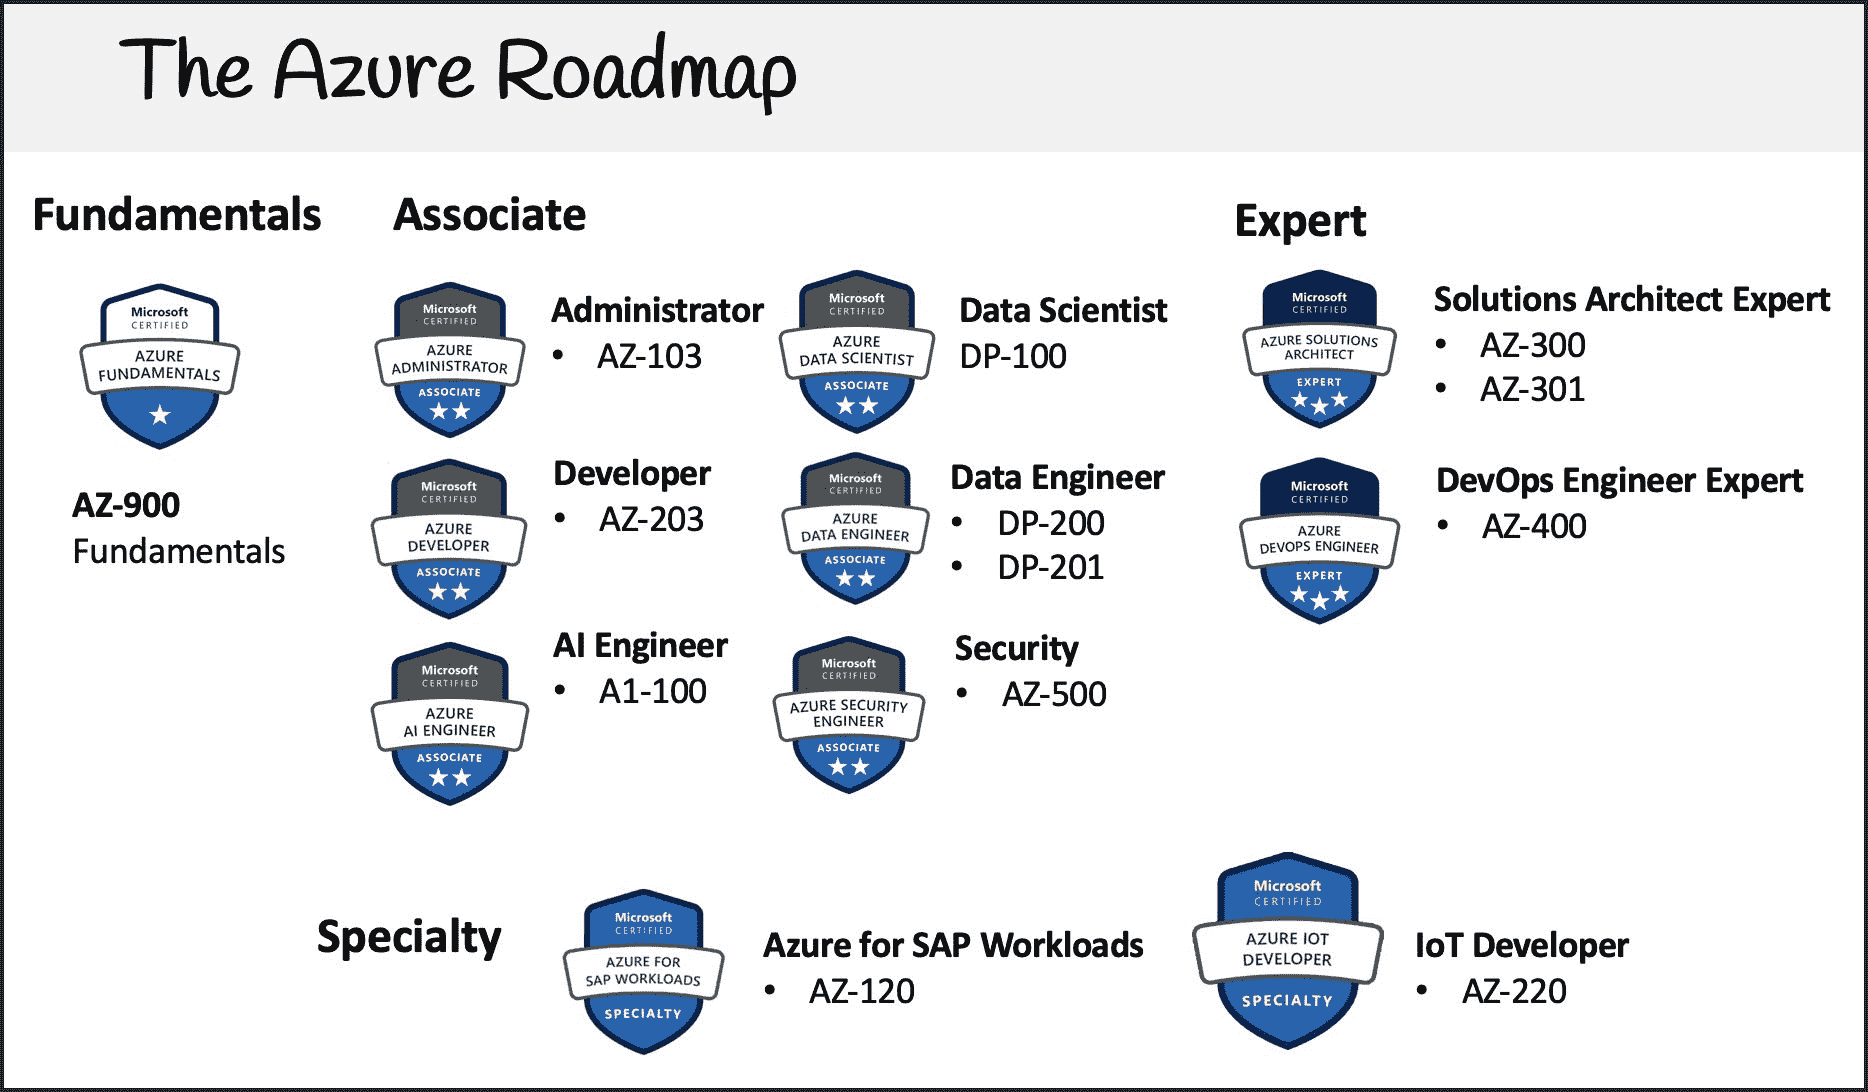 The Azure Roadmap
Fundamentals
Microsoft
CERTIFIED
AZURE
FUNDAMENTALS
AZ-900
Fundamentals
Associate
Microsoft
CERTIFIED
AZURE
ADMINISTRATOR
ASSOCIATE
Administrator
• AZ-103
Microsoft
CERTIFIED
AZURE
DATA SCIENTIST
ASSOCIATE
Data Scientist
DP-100
Microsoft
CERTIFIED
AZURE
DEVELOPER
ASSOCIATE
Developer
• AZ-203
Microsoft
CERTIFIED
AZURE
DATA ENGINEER
ASSOCIATE
Data Engineer
• DP-200
• DP-201
Microsoft
CERTIFIED
AZURE
AI ENGINEER
ASSOCIATE
AI Engineer
• A1-100
Microsoft
CERTIFIED
AZURE SECURITY
ENGINEER
ASSOCIATE
Security
• AZ-500
Expert
Microsoft
CERTIFIED
AZURE SOLUTIONS
ARCHITECT
EXPERT
Solutions Architect Expert
• AZ-300
• AZ-301
Microsoft
CERTIFIED
AZURE
DEVOPS ENGINEER
EXPERT
DevOps Engineer Expert
• AZ-400
Specialty
Microsoft
CERTIFIED
AZURE FOR
SAP WORKLOADS
SPECIALTY
Azure for SAP Workloads
• AZ-120
Microsoft
CERTIFIED
AZURE IOT
DEVELOPER
SPECIALTY
IoT Developer
• AZ-220